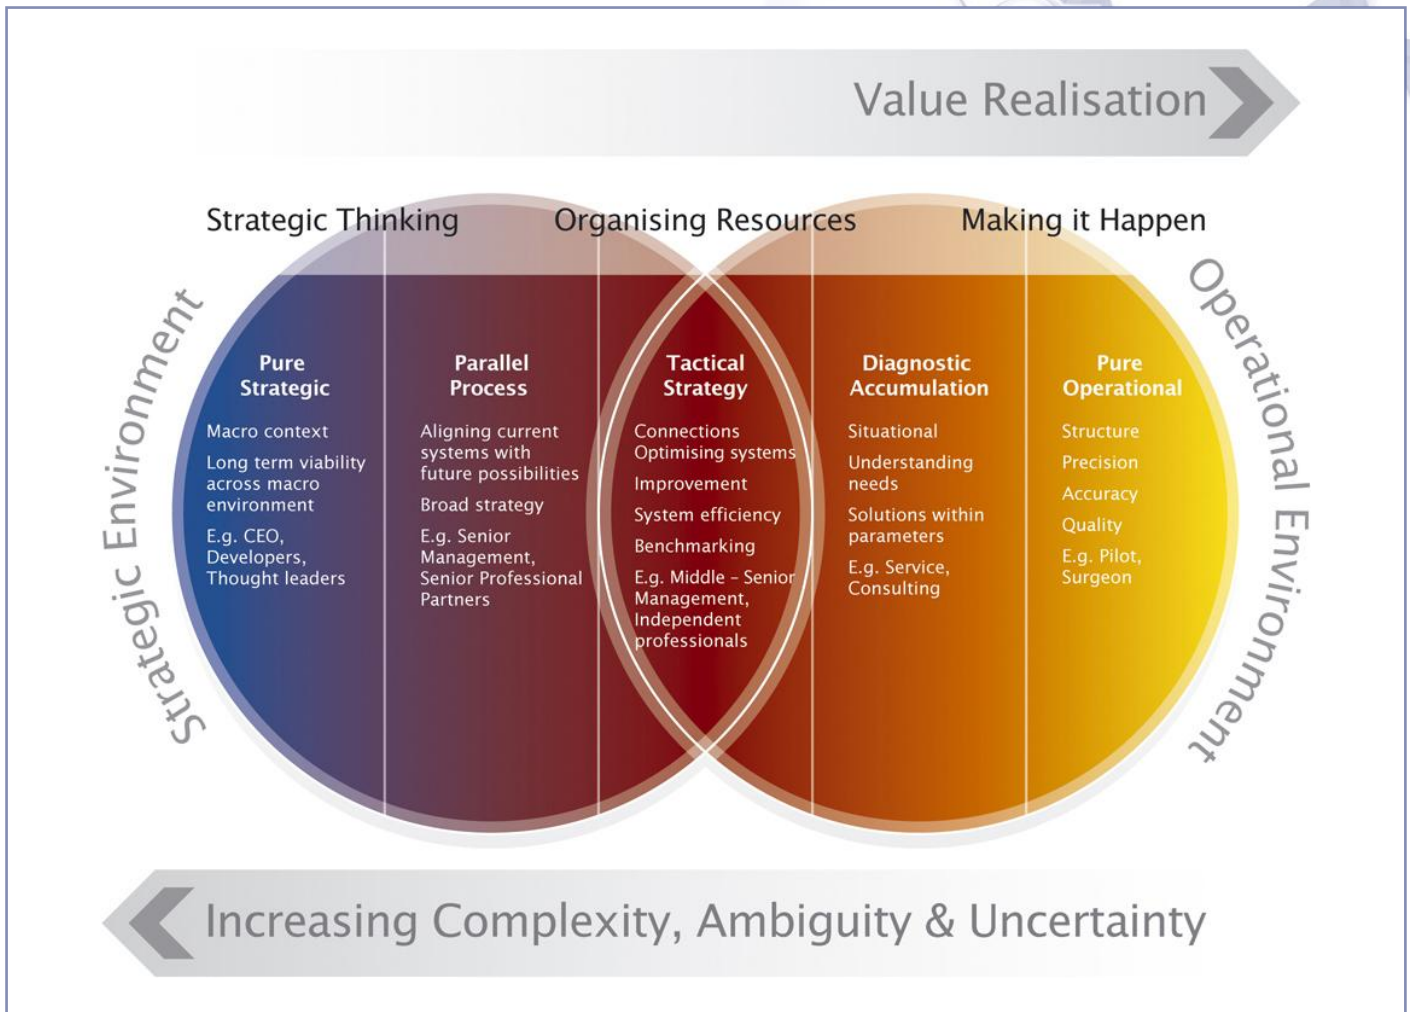 Value Realisation
Strategic Thinking
Organising Resources
Making it Happen
Strategic Environment
Operational Environment
Pure
Strategic
Macro context
Long term viability
across macro
environment
E.g. CEO,
Developers,
Thought leaders
Parallel
Process
Aligning current
systems with
future possibilities
Broad strategy
E.g. Senior
Management,
Senior Professional
Partners
Tactical
Strategy
Connections
Optimising systems
Improvement
System efficiency
Benchmarking
E.g. Middle – Senior
Management,
Independent
professionals
Diagnostic
Accumulation
Situational
Understanding
needs
Solutions within
parameters
E.g. Service,
Consulting
Pure
Operational
Structure
Precision
Accuracy
Quality
E.g. Pilot,
Surgeon
Increasing Complexity, Ambiguity & Uncertainty